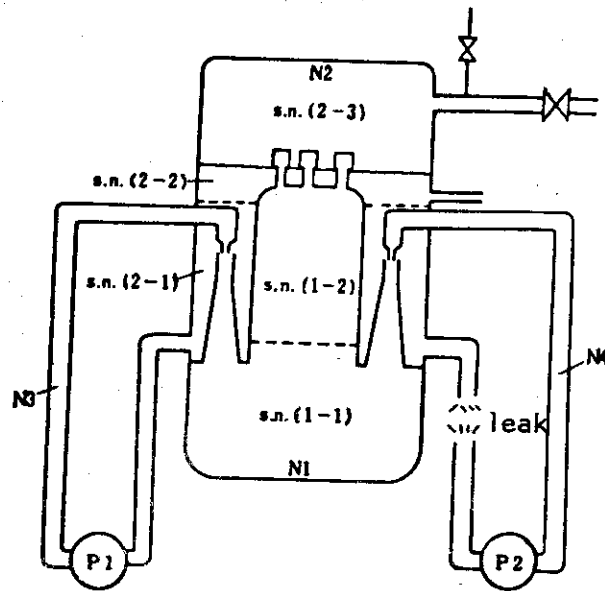 N2
s.n.(2-3)
s.n.(2-2)
s.n.(2-1)
s.n.(1-2)
N3
N4
leak
s.n.(1-1)
N1
P1
P2